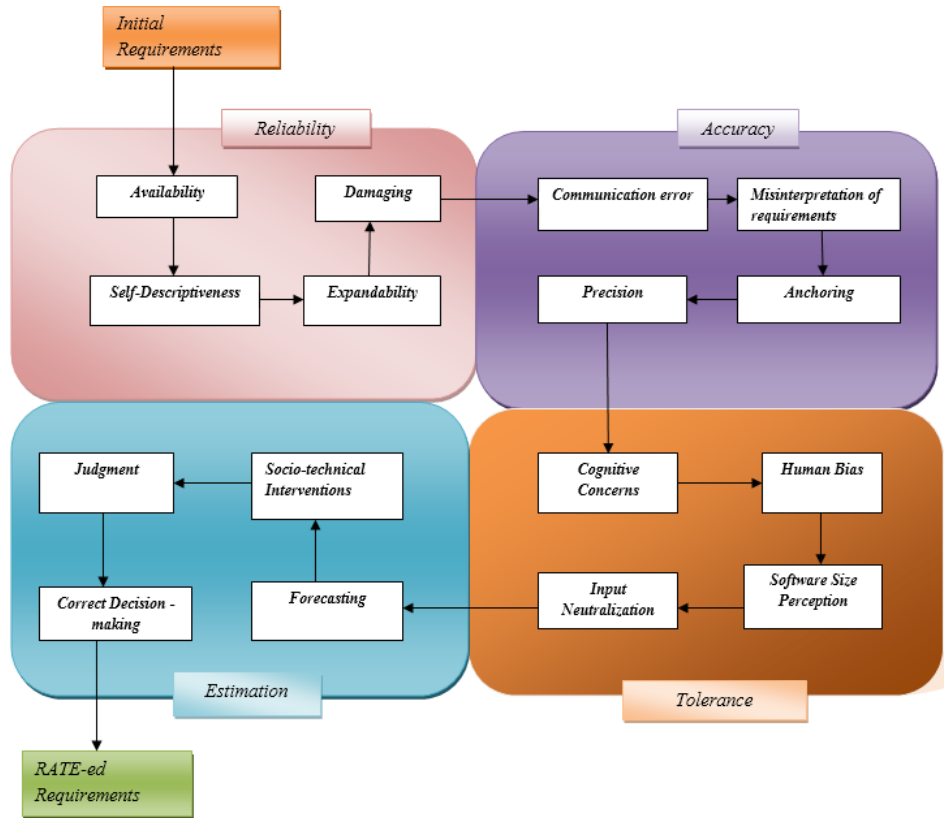 Initial
Requirements
Reliability
Accuracy
Availability
Damaging
Communication error
Misinterpretation of
requirements
Self-Descriptiveness
Expandability
Precision
Anchoring
Judgment
Socio-technical
Interventions
Cognitive
Concerns
Human Bias
Correct Decision -
making
Forecasting
Input
Neutralization
Software Size
Perception
Estimation
Tolerance
RATE-ed
Requirements